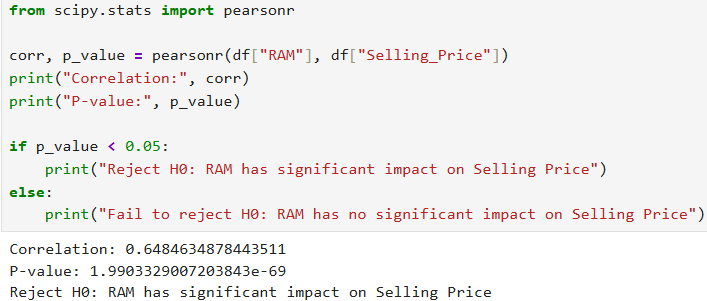 from scipy.stats import pearsonr
corr, p_value = pearsonr(df["RAM"], df["Selling_Price"])
print("Correlation:", corr)
print("P-value:", p_value)
if p_value < 0.05:
    print("Reject H0: RAM has significant impact on Selling Price")
else:
    print("Fail to reject H0: RAM has no significant impact on Selling Price")
Correlation: 0.6484634878443511
P-value: 1.9903329007203843e-69
Reject H0: RAM has significant impact on Selling Price